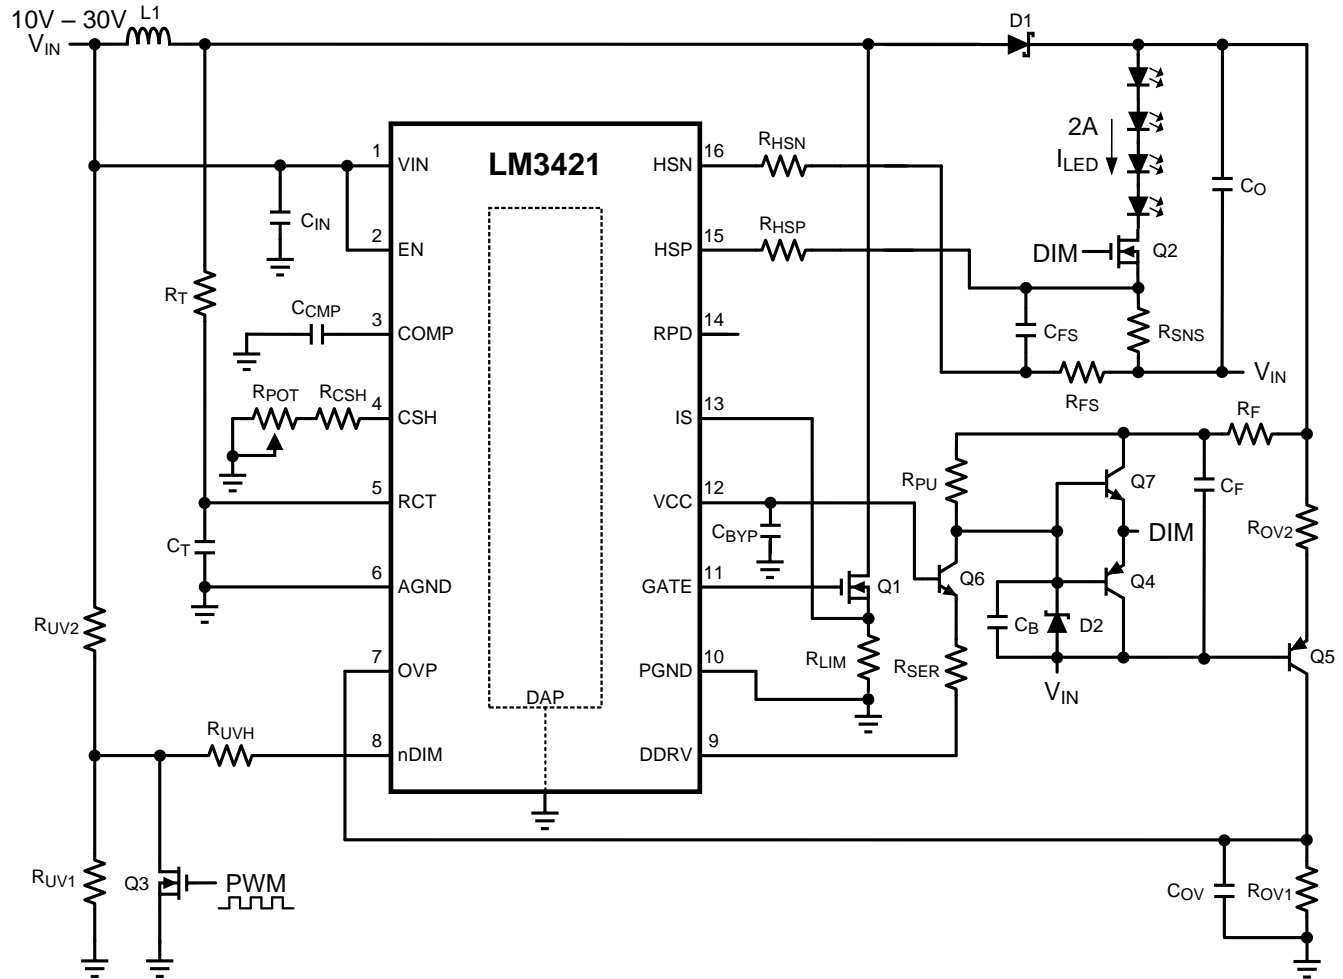 10V – 30V
L1
VIN
D1
LM3421
1
VIN
CIN
2
EN
RT
CCMP
3
COMP
RPOT
RCSH
4
CSH
5
RCT
CT
6
AGND
RUV2
7
OVP
RUVH
8
nDIM
DAP
RUV1
Q3
PWM
HSN
16
RHSN
HSP
15
RHSP
RPD
14
IS
13
VCC
12
CBYP
GATE
11
Q1
PGND
10
RLIM
DDRV
9
2A
ILED
CO
DIM
Q2
CFS
RSNS
RFS
VIN
RF
RPU
Q7
CF
DIM
ROV2
Q6
Q4
CB
D2
RSER
Q5
VIN
COV
ROV1